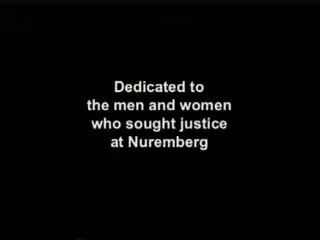 Dedicated to
the men and women
who sought justice
at Nuremberg